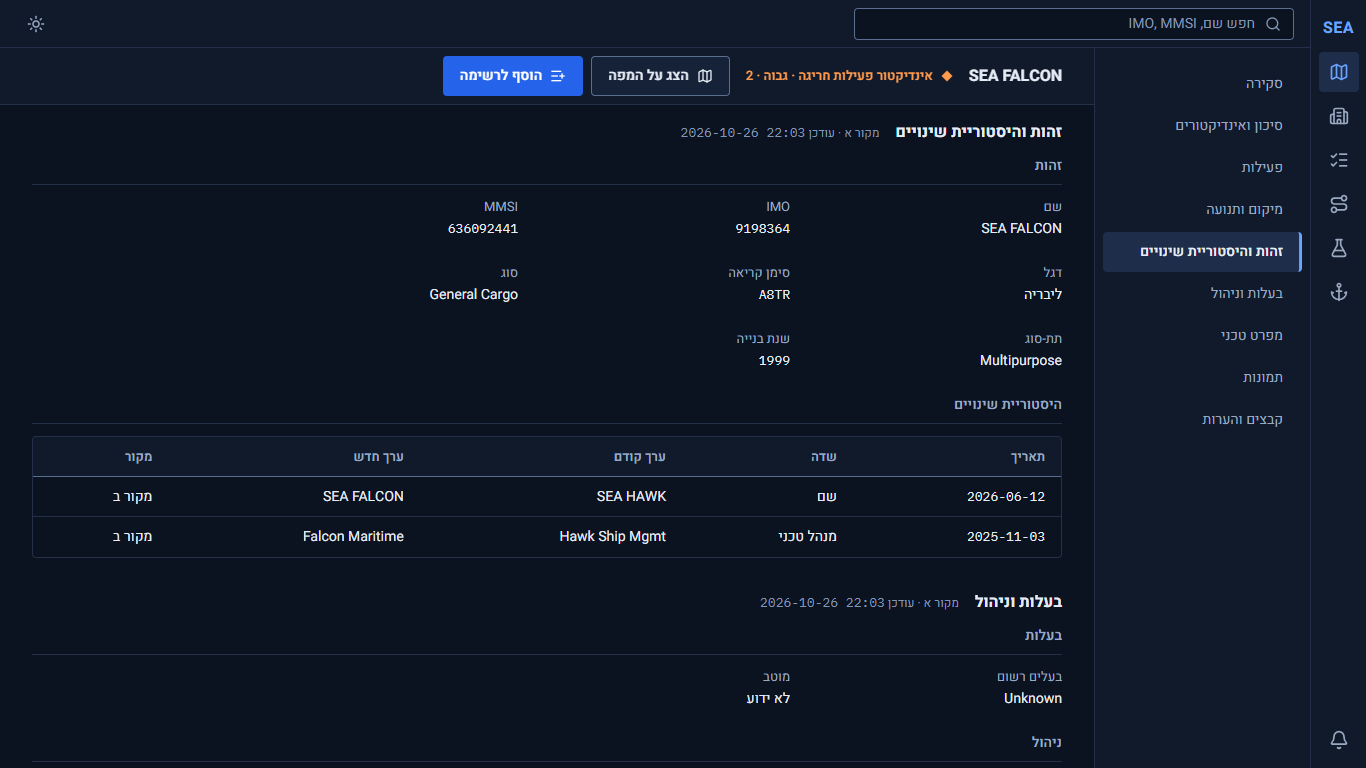 SEA
חפש שם, IMO, MMSI
סקירה
סיכון ואינדיקטורים
פעילות
מיקום ותנועה
זהות והיסטוריית שינויים
בעלות וניהול
מפרט טכני
תמונות
קבצים והערות
SEA FALCON ◆ אינדיקטור פעילות חריגה · גבוה · 2 הצג על המפה הוסף לרשימה
זהות והיסטוריית שינויים מקור א · עודכן 22:03 2026-10-26
זהות
שם IMO MMSI
SEA FALCON 9198364 636092441
דגל סימן קריאה סוג
ליבריה A8TR General Cargo
תת-סוג שנת בנייה
Multipurpose 1999
היסטוריית שינויים
תאריך שדה ערך קודם ערך חדש מקור
2026-06-12 שם SEA HAWK SEA FALCON מקור ב
2025-11-03 מנהל טכני Hawk Ship Mgmt Falcon Maritime מקור ב
בעלות וניהול מקור א · עודכן 22:03 2026-10-26
בעלות
בעלים רשום מוטב
Unknown לא ידוע
ניהול